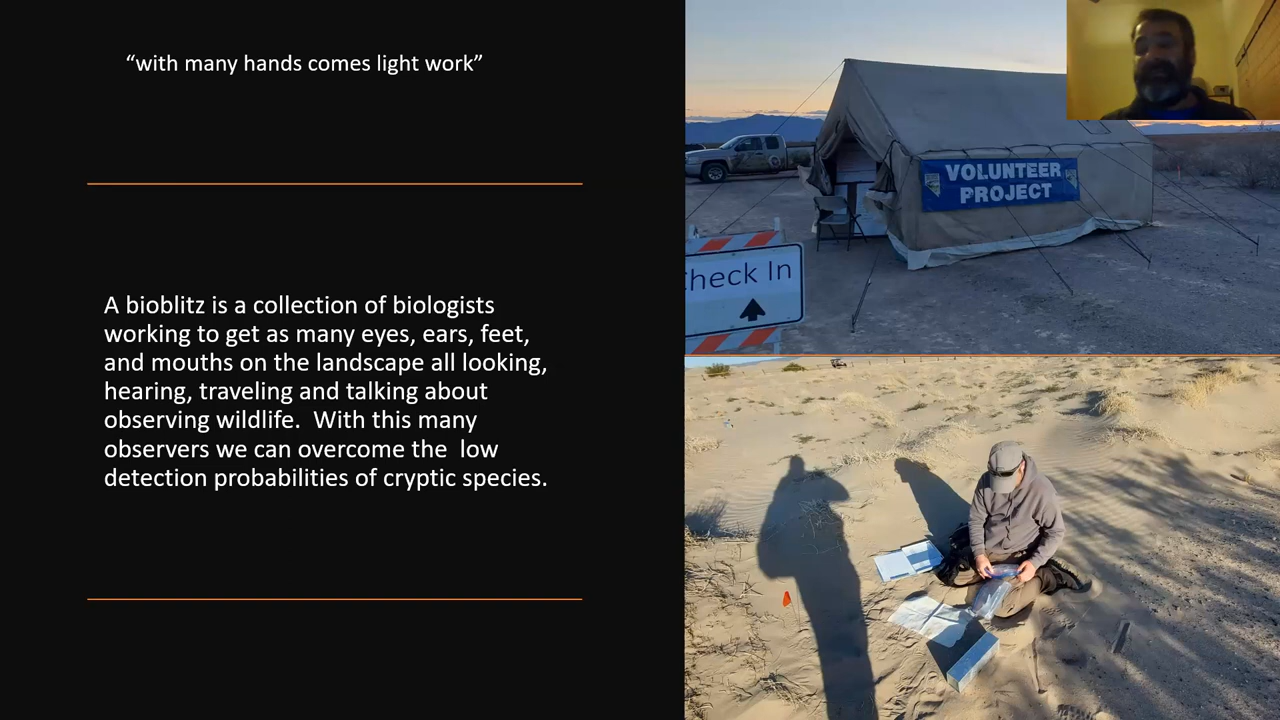 “with many hands comes light work”
A bioblitz is a collection of biologists
working to get as many eyes, ears, feet,
and mouths on the landscape all looking,
hearing, traveling and talking about
observing wildlife.  With this many
observers we can overcome the  low
detection probabilities of cryptic species.
VOLUNTEER
PROJECT
heck In